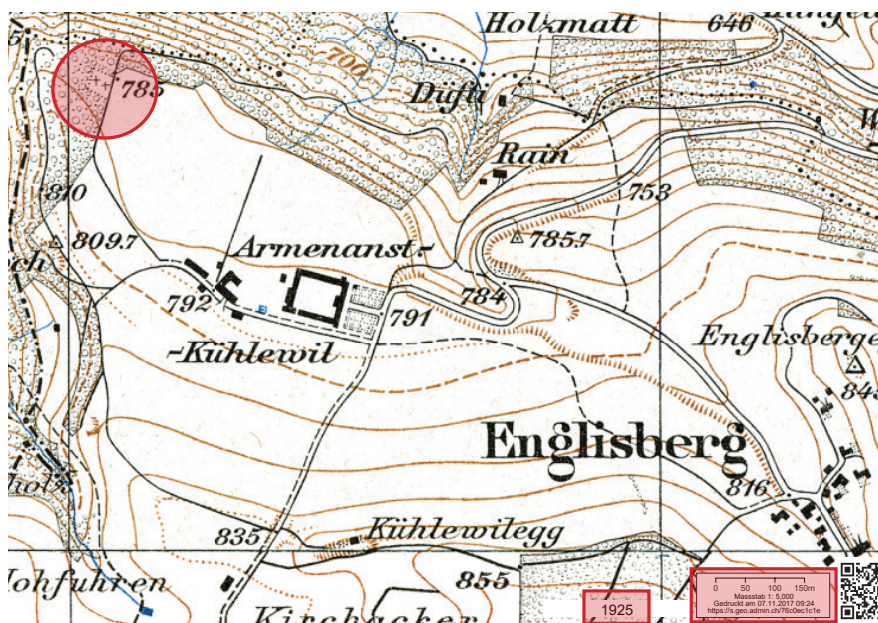 Holzmatt
646
700
Dufti
785
Rain
753
810
809.7
Armenanst.-
785.7
ch
784
792
791
-Kühlewil
Englisberge
Englisberg
816
835
Kühlewilegg
855
Kirchacker
1925
0 50 100 150m
Massstab 1: 5,000
Gedruckt am 07.11.2017 09:24
https://s.geo.admin.ch/76c0ec1c1e